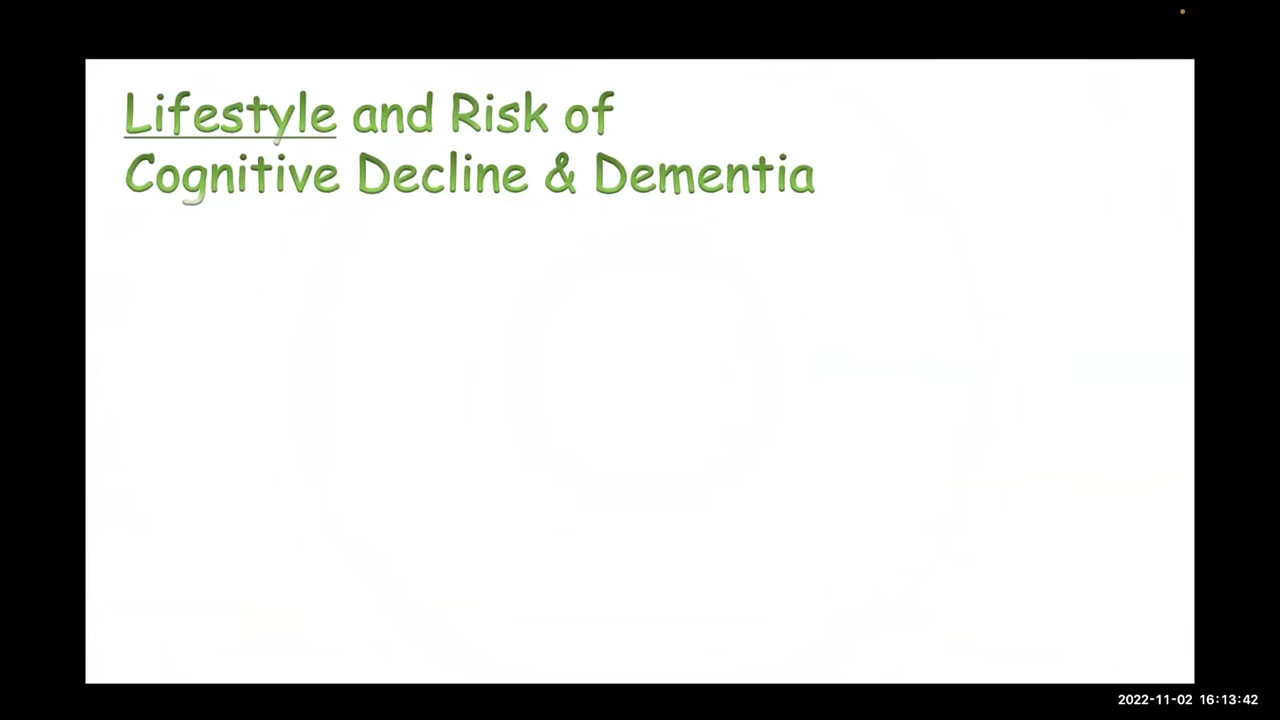 Lifestyle and Risk of
Cognitive Decline & Dementia
2022-11-02 16:13:42